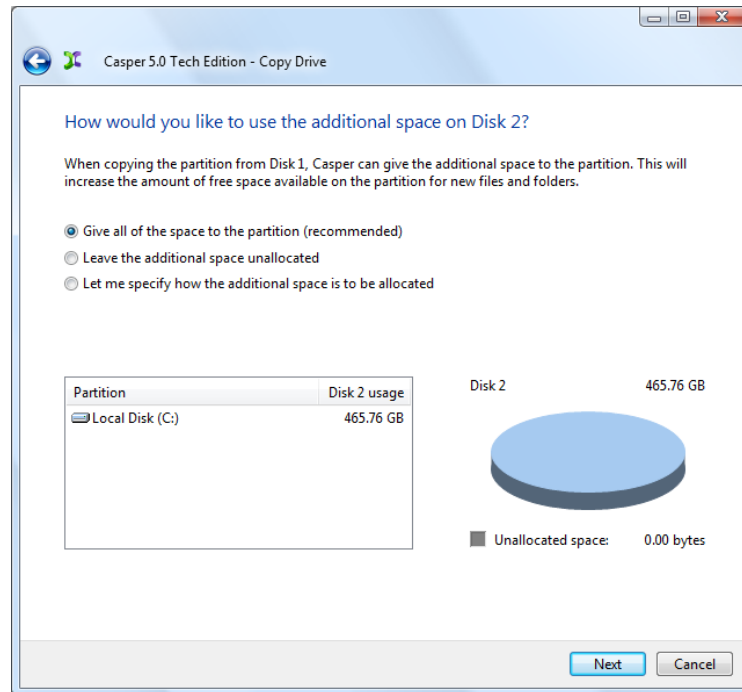 Casper 5.0 Tech Edition - Copy Drive
How would you like to use the additional space on Disk 2?
When copying the partition from Disk 1, Casper can give the additional space to the partition. This will
increase the amount of free space available on the partition for new files and folders.
Give all of the space to the partition (recommended)
Leave the additional space unallocated
Let me specify how the additional space is to be allocated
Partition Disk 2 usage
Local Disk (C:) 465.76 GB
Disk 2 465.76 GB
Unallocated space: 0.00 bytes
Next Cancel